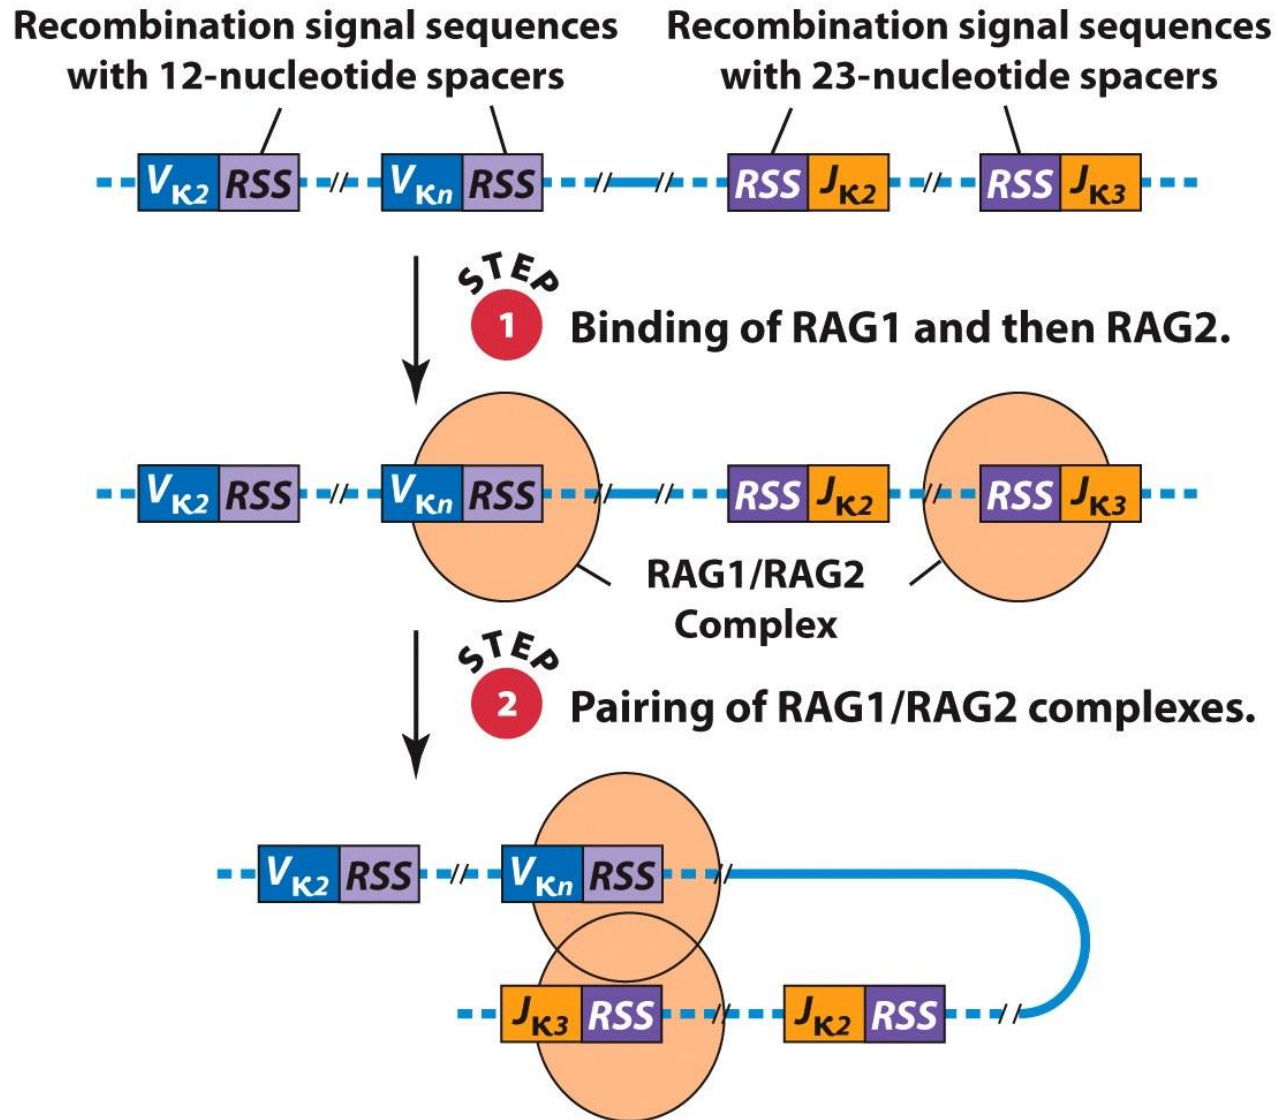 Recombination signal sequences
with 12-nucleotide spacers
Recombination signal sequences
with 23-nucleotide spacers
Vκ2 RSS // Vκn RSS // // RSS Jκ2 // RSS Jκ3
STEP
1 Binding of RAG1 and then RAG2.
Vκ2 RSS // Vκn RSS // // RSS Jκ2 // RSS Jκ3
RAG1/RAG2
Complex
STEP
2 Pairing of RAG1/RAG2 complexes.
Vκ2 RSS // Vκn RSS //
Jκ3 RSS // Jκ2 RSS //